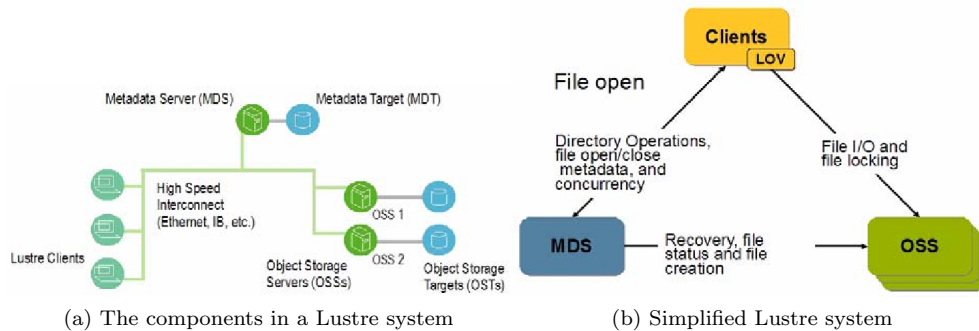 Metadata Server (MDS)
Metadata Target (MDT)
High Speed
Interconnect
(Ethernet, IB, etc.)
OSS 1
OSS 2
Lustre Clients
Object Storage
Servers (OSSs)
Object Storage
Targets (OSTs)
(a) The components in a Lustre system
Clients
LOV
File open
Directory Operations,
file open/close
metadata, and
concurrency
File I/O and
file locking
MDS
Recovery, file
status and file
creation
OSS
(b) Simplified Lustre system